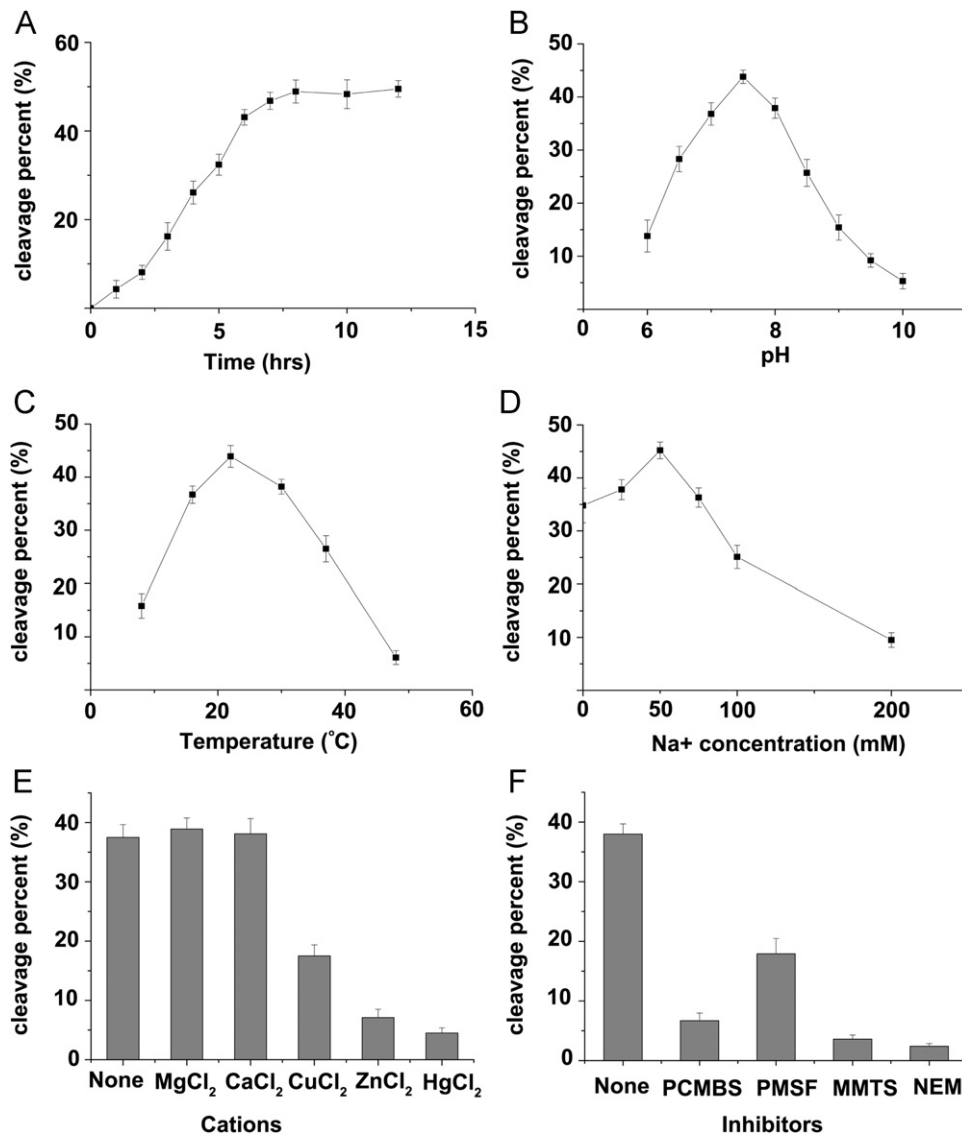 A
cleavage percent (%)
60
40
20
0
5
10
15
Time (hrs)
B
cleavage percent (%)
50
40
30
20
10
0
6
8
10
pH
C
cleavage percent (%)
50
40
30
20
10
0
20
40
60
Temperature (°C)
D
cleavage percent (%)
50
40
30
20
10
0
50
100
200
Na+ concentration (mM)
E
cleavage percent (%)
40
30
20
10
0
None MgCl₂ CaCl₂ CuCl₂ ZnCl₂ HgCl₂
Cations
F
cleavage percent (%)
40
30
20
10
0
None PCMBS PMSF MMTS NEM
Inhibitors